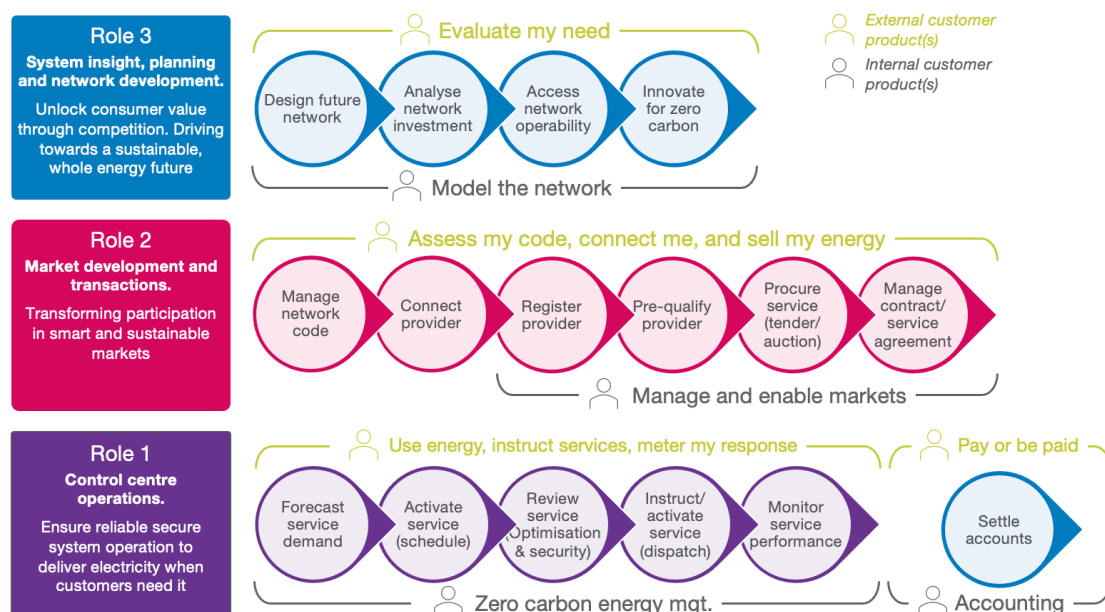 Role 3
System insight, planning
and network development.
Unlock consumer value
through competition. Driving
towards a sustainable,
whole energy future
Evaluate my need
Design future
network
Analyse
network
investment
Access
network
operability
Innovate
for zero
carbon
Model the network
External customer
product(s)
Internal customer
product(s)
Role 2
Market development and
transactions.
Transforming participation
in smart and sustainable
markets
Assess my code, connect me, and sell my energy
Manage
network
code
Connect
provider
Register
provider
Pre-qualify
provider
Procure
service
(tender/
auction)
Manage
contract/
service
agreement
Manage and enable markets
Role 1
Control centre
operations.
Ensure reliable secure
system operation to
deliver electricity when
customers need it
Use energy, instruct services, meter my response
Forecast
service
demand
Activate
service
(schedule)
Review
service
(Optimisation
& security)
Instruct/
activate
service
(dispatch)
Monitor
service
performance
Zero carbon energy mgt.
Pay or be paid
Settle
accounts
Accounting